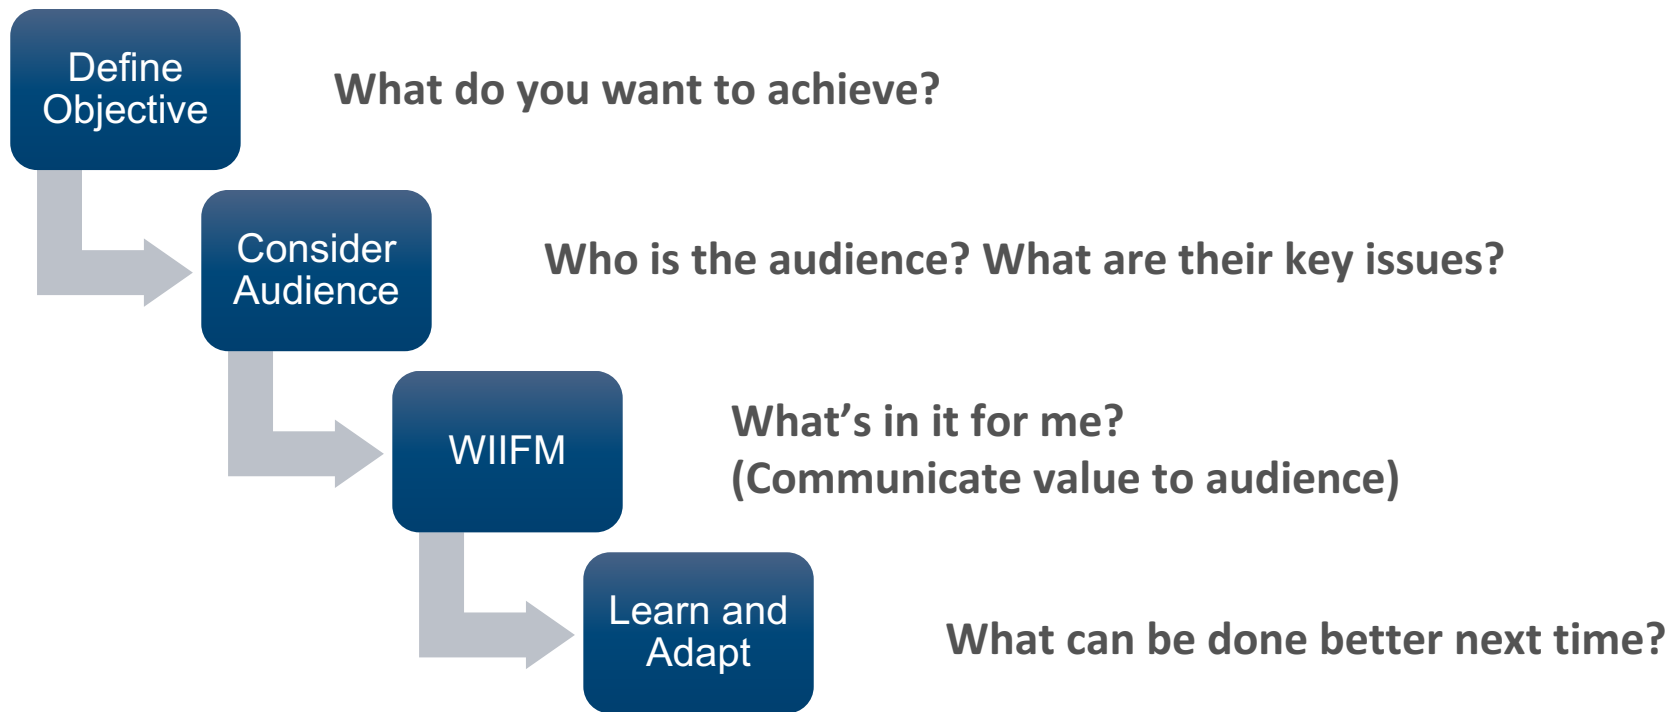 Define
Objective
What do you want to achieve?
Consider
Audience
Who is the audience? What are their key issues?
WIIFM
What’s in it for me?
(Communicate value to audience)
Learn and
Adapt
What can be done better next time?